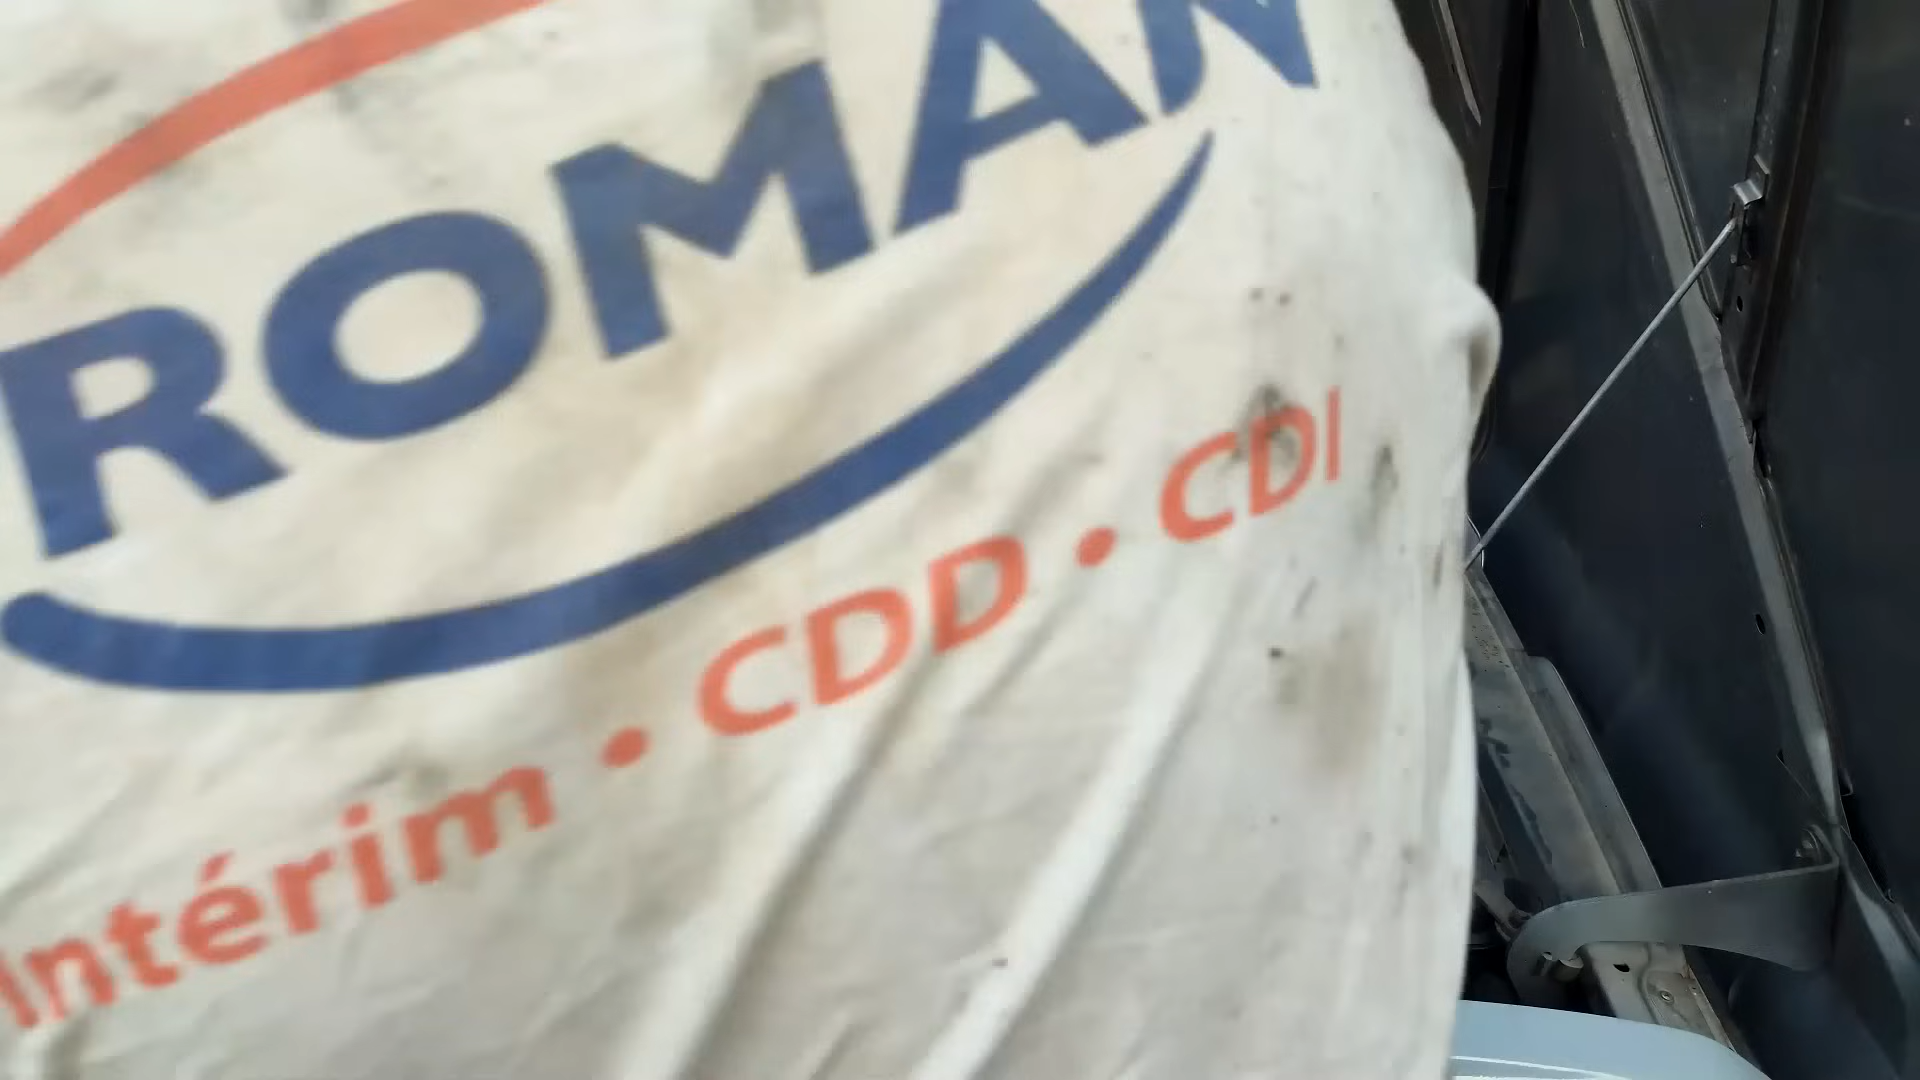 ROMAN
Intérim • CDD • CDI